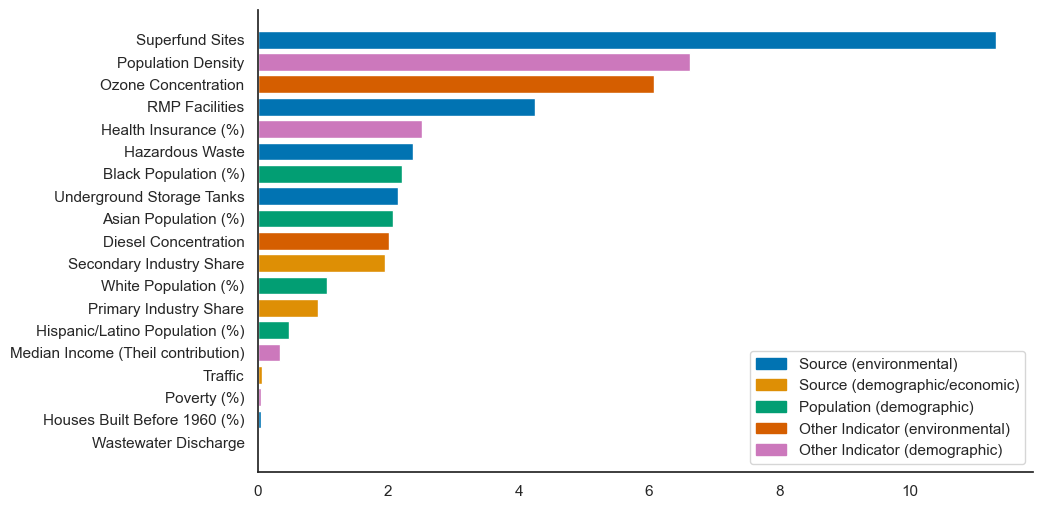 Superfund Sites
Population Density
Ozone Concentration
RMP Facilities
Health Insurance (%)
Hazardous Waste
Black Population (%)
Underground Storage Tanks
Asian Population (%)
Diesel Concentration
Secondary Industry Share
White Population (%)
Primary Industry Share
Hispanic/Latino Population (%)
Median Income (Theil contribution)
Traffic
Poverty (%)
Houses Built Before 1960 (%)
Wastewater Discharge
Source (environmental)
Source (demographic/economic)
Population (demographic)
Other Indicator (environmental)
Other Indicator (demographic)
0 2 4 6 8 10